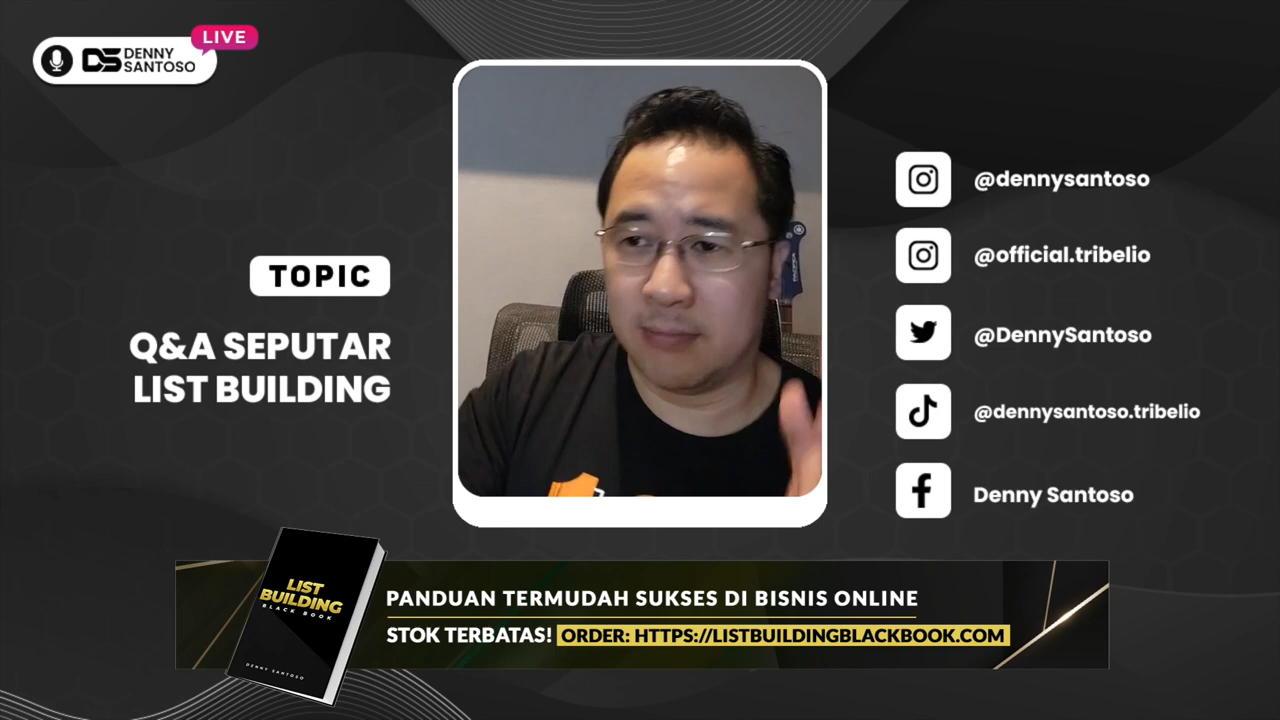 LIVE
DS DENNY
SANTOSO
TOPIC
Q&A SEPUTAR
LIST BUILDING
@dennysantoso
@official.tribelio
@DennySantoso
@dennysantoso.tribelio
Denny Santoso
LIST
BUILDING
BLACK BOOK
DENNY SANTOSO
PANDUAN TERMUDAH SUKSES DI BISNIS ONLINE
STOK TERBATAS! ORDER: HTTPS://LISTBUILDINGBLACKBOOK.COM